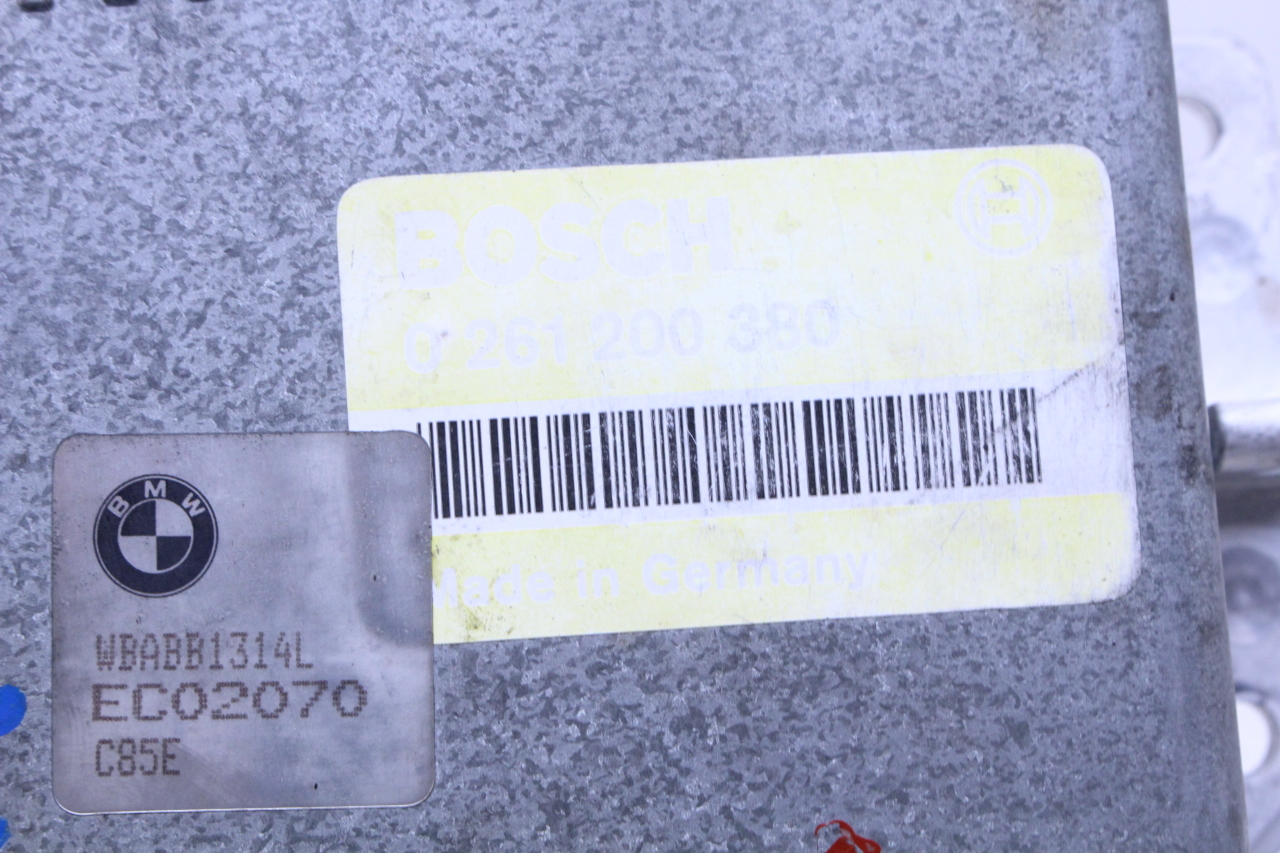 BOSCH
0 261 200 380
Made in Germany
BMW
WBABB1314L
EC02070
C85E